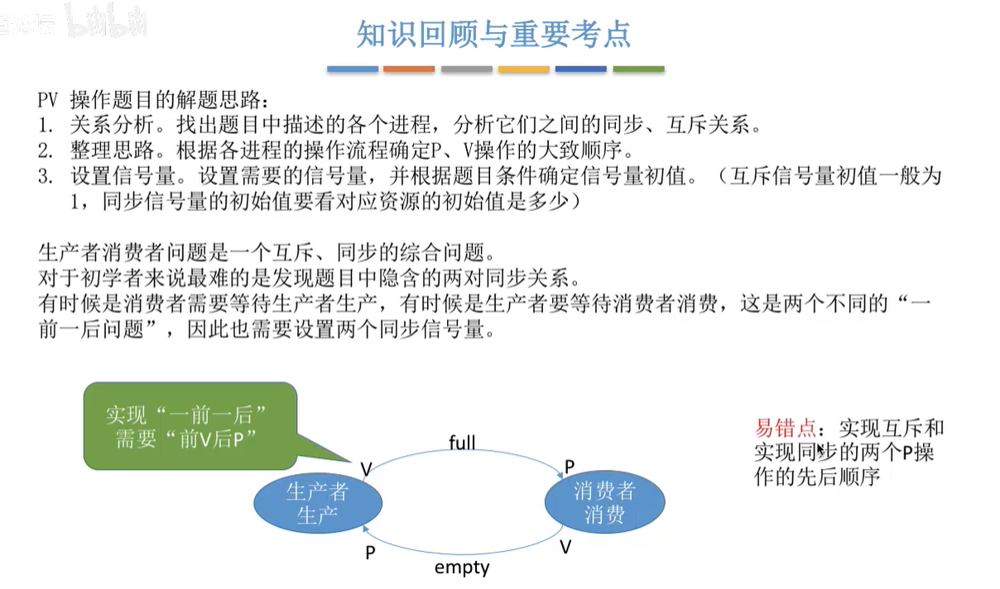 bilibili
知识回顾与重要考点
PV 操作题目的解题思路：
1. 关系分析。找出题目中描述的各个进程，分析它们之间的同步、互斥关系。
2. 整理思路。根据各进程的操作流程确定P、V操作的大致顺序。
3. 设置信号量。设置需要的信号量，并根据题目条件确定信号量初值。（互斥信号量初值一般为
1，同步信号量的初始值要看对应资源的初始值是多少）
生产者消费者问题是一个互斥、同步的综合问题。
对于初学者来说最难的是发现题目中隐含的两对同步关系。
有时候是消费者需要等待生产者生产，有时候是生产者要等待消费者消费，这是两个不同的“一
前一后问题”，因此也需要设置两个同步信号量。
实现“一前一后”
需要“前V后P”
full
V
P
生产者
生产
消费者
消费
P
V
empty
易错点：实现互斥和
实现同步的两个P操
作的先后顺序